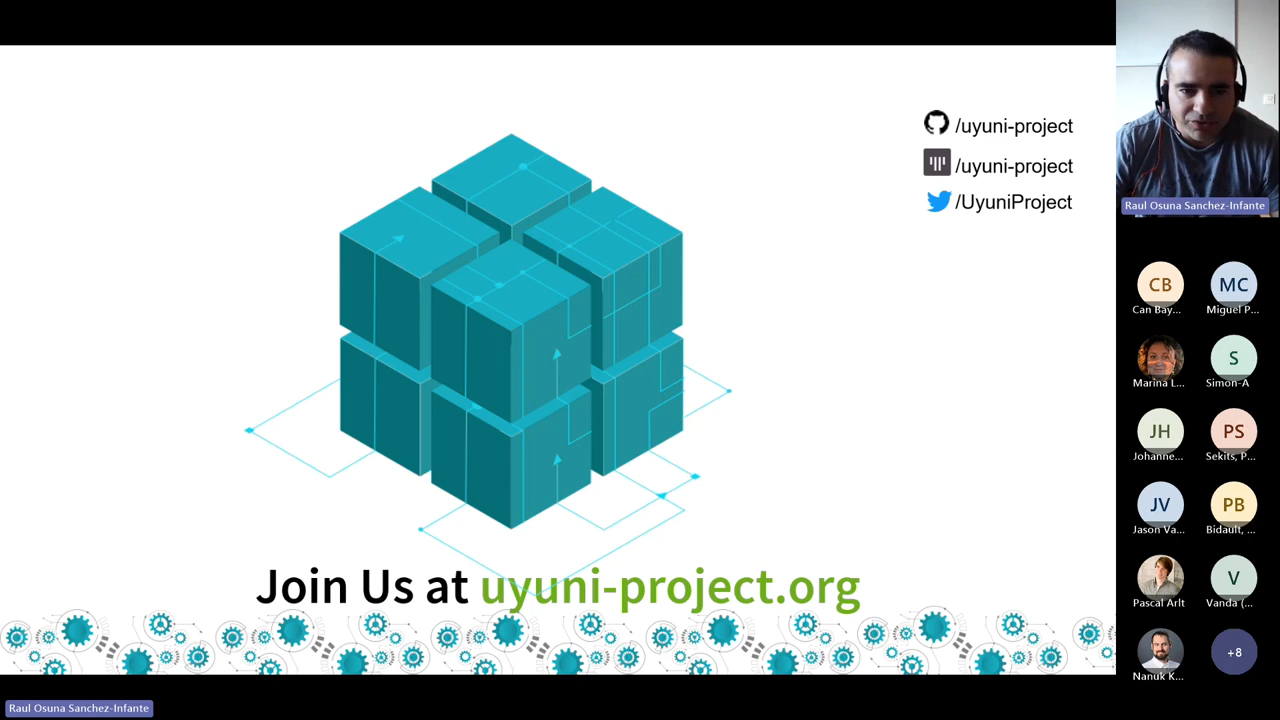 /uyuni-project
/uyuni-project
/UyuniProject
Join Us at uyuni-project.org
Raul Osuna Sanchez-Infante
CB
Can Bay...
MC
Miguel P...
Marina L...
S
Simon-A
JH
Johanne...
PS
Sekits, P...
JV
Jason Va...
PB
Bidault, ...
Pascal Arlt
V
Vanda (...
Nanuk K...
+8
Raul Osuna Sanchez-Infante